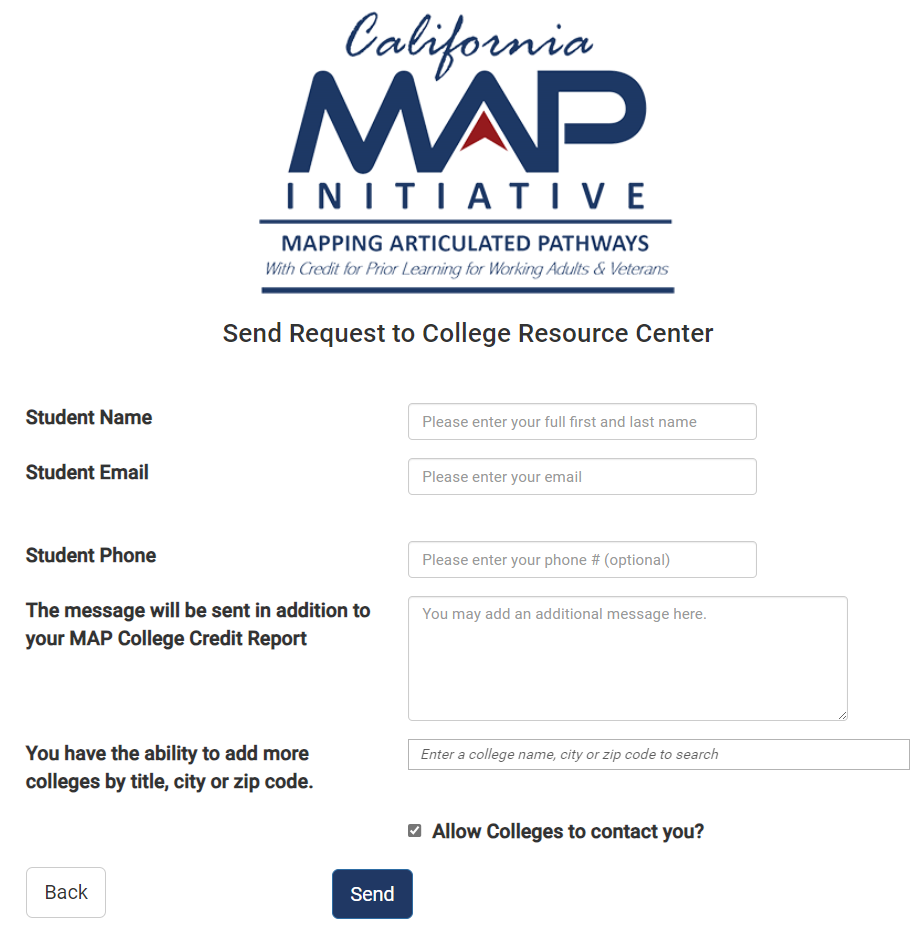 California
MAP
INITIATIVE
MAPPING ARTICULATED PATHWAYS
With Credit for Prior Learning for Working Adults & Veterans
Send Request to College Resource Center
Student Name
Please enter your full first and last name
Student Email
Please enter your email
Student Phone
Please enter your phone # (optional)
The message will be sent in addition to
your MAP College Credit Report
You may add an additional message here.
You have the ability to add more
colleges by title, city or zip code.
Enter a college name, city or zip code to search
Allow Colleges to contact you?
Back
Send